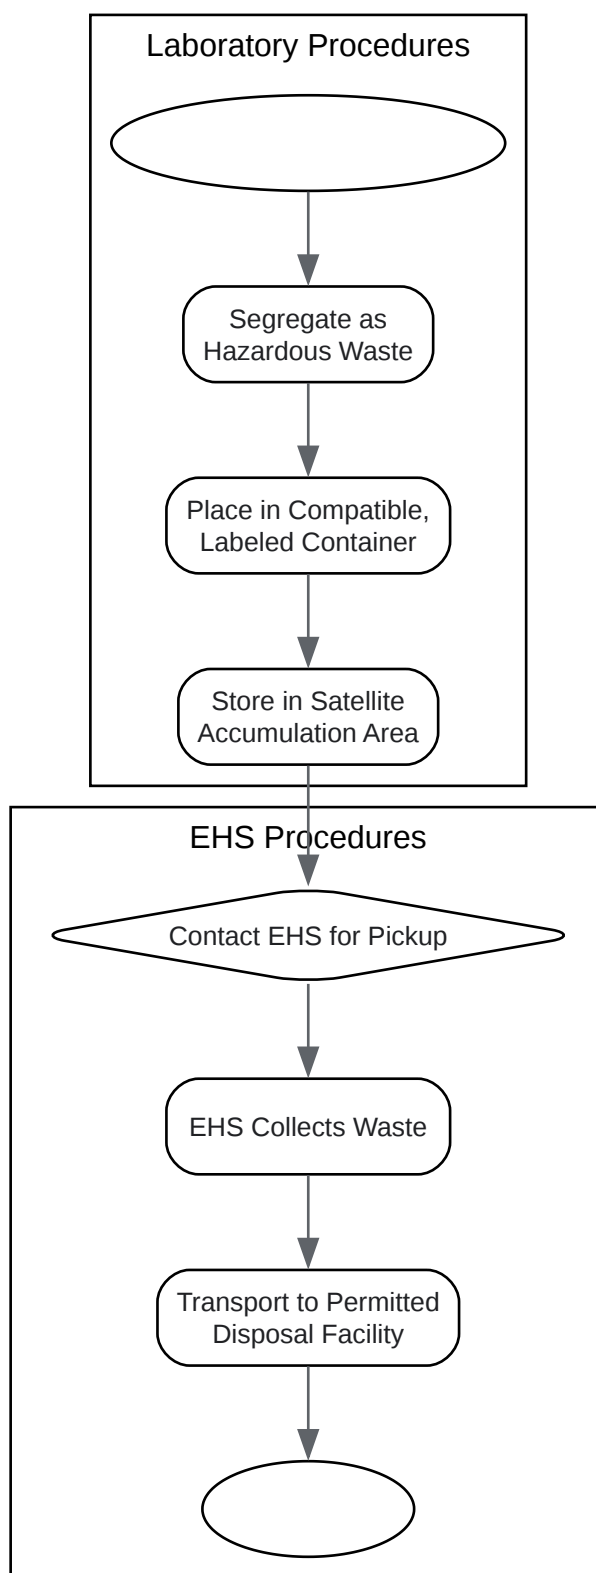 Laboratory Procedures
Segregate as
Hazardous Waste
Place in Compatible,
Labeled Container
Store in Satellite
Accumulation Area
EHS Procedures
Contact EHS for Pickup
EHS Collects Waste
Transport to Permitted
Disposal Facility